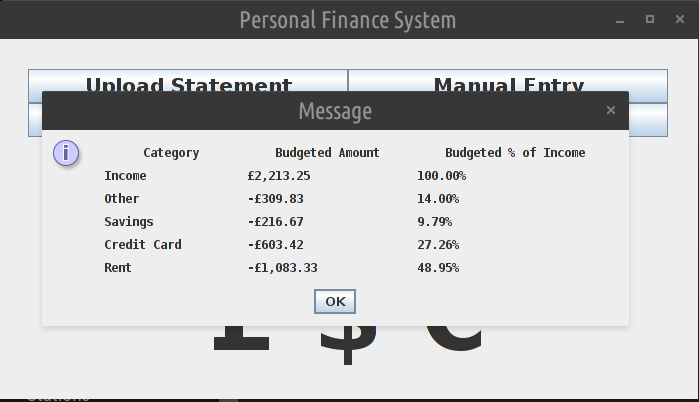 Personal Finance System
Upload Statement Manual Entry
Message
Category Budgeted Amount Budgeted % of Income
Income £2,213.25 100.00%
Other -£309.83 14.00%
Savings -£216.67 9.79%
Credit Card -£603.42 27.26%
Rent -£1,083.33 48.95%
OK